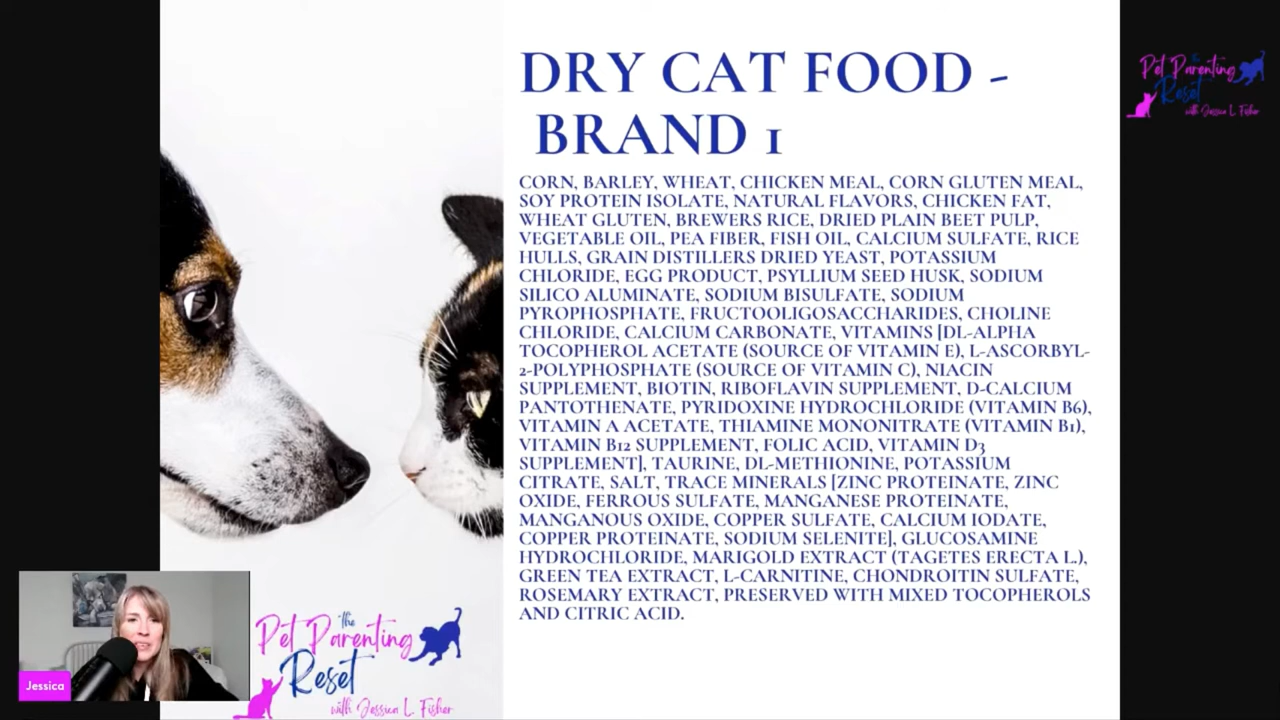 DRY CAT FOOD -
BRAND 1
CORN, BARLEY, WHEAT, CHICKEN MEAL, CORN GLUTEN MEAL,
SOY PROTEIN ISOLATE, NATURAL FLAVORS, CHICKEN FAT,
WHEAT GLUTEN, BREWERS RICE, DRIED PLAIN BEET PULP,
VEGETABLE OIL, PEA FIBER, FISH OIL, CALCIUM SULFATE, RICE
HULLS, GRAIN DISTILLERS DRIED YEAST, POTASSIUM
CHLORIDE, EGG PRODUCT, PSYLLIUM SEED HUSK, SODIUM
SILICO ALUMINATE, SODIUM BISULFATE, SODIUM
PYROPHOSPHATE, FRUCTOOLIGOSACCHARIDES, CHOLINE
CHLORIDE, CALCIUM CARBONATE, VITAMINS [DL-ALPHA
TOCOPHEROL ACETATE (SOURCE OF VITAMIN E), L-ASCORBYL-
2-POLYPHOSPHATE (SOURCE OF VITAMIN C), NIACIN
SUPPLEMENT, BIOTIN, RIBOFLAVIN SUPPLEMENT, D-CALCIUM
PANTOTHENATE, PYRIDOXINE HYDROCHLORIDE (VITAMIN B6),
VITAMIN A ACETATE, THIAMINE MONONITRATE (VITAMIN B1),
VITAMIN B12 SUPPLEMENT, FOLIC ACID, VITAMIN D3
SUPPLEMENT], TAURINE, DL-METHIONINE, POTASSIUM
CITRATE, SALT, TRACE MINERALS [ZINC PROTEINATE, ZINC
OXIDE, FERROUS SULFATE, MANGANESE PROTEINATE,
MANGANOUS OXIDE, COPPER SULFATE, CALCIUM IODATE,
COPPER PROTEINATE, SODIUM SELENITE], GLUCOSAMINE
HYDROCHLORIDE, MARIGOLD EXTRACT (TAGETES ERECTA L.),
GREEN TEA EXTRACT, L-CARNITINE, CHONDROITIN SULFATE,
ROSEMARY EXTRACT, PRESERVED WITH MIXED TOCOPHEROLS
AND CITRIC ACID.
the
Pet Parenting
Reset
with Jessica L. Fisher
the
Pet Parenting
Reset
with Jessica L. Fisher
Jessica